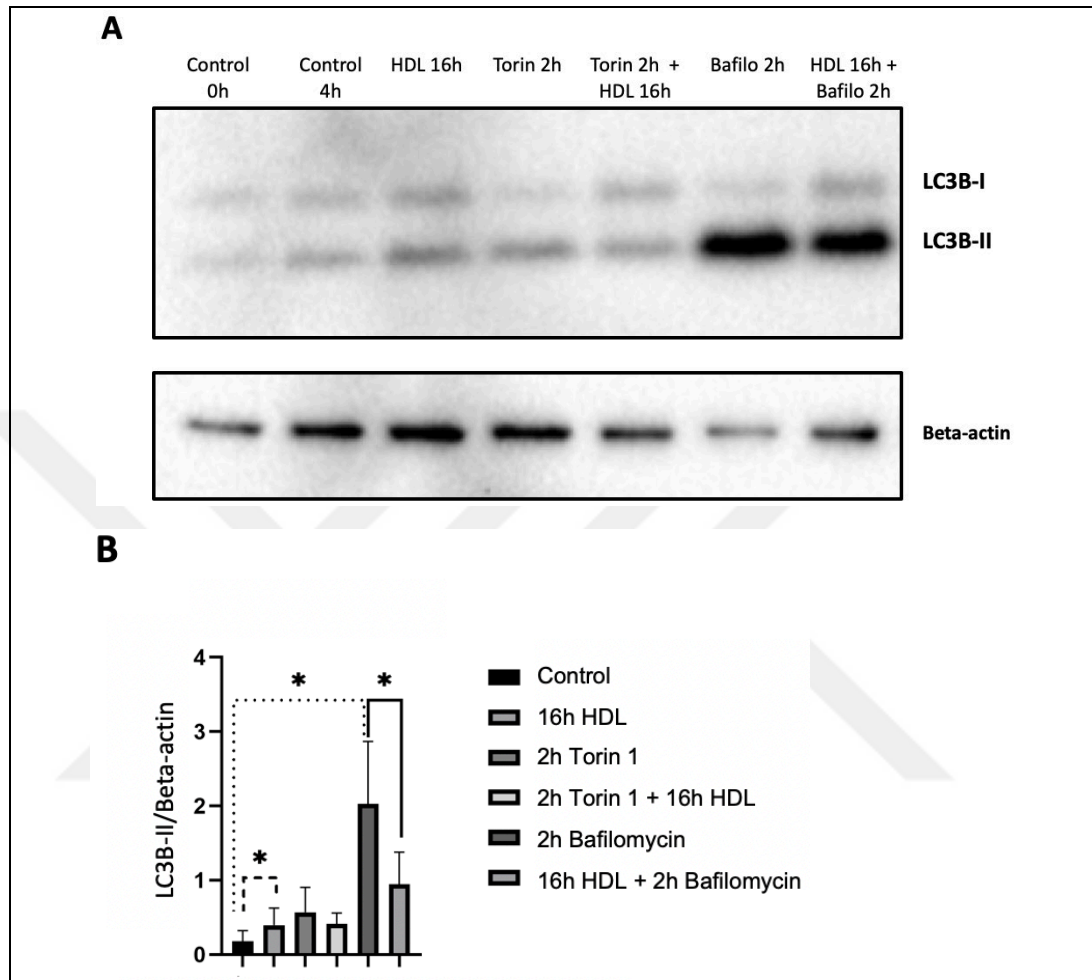 A
Control HDL 16h Torin 2h Torin 2h + Bafilo 2h HDL 16h +
0h
Control
4h
HDL 16h
Bafilo 2h
LC3B-I
LC3B-II
Beta-actin
B
4
3
2
1
0
LC3B-II/Beta-actin
*
*
*
Control
16h HDL
2h Torin 1
2h Torin 1 + 16h HDL
2h Bafilomycin
16h HDL + 2h Bafilomycin